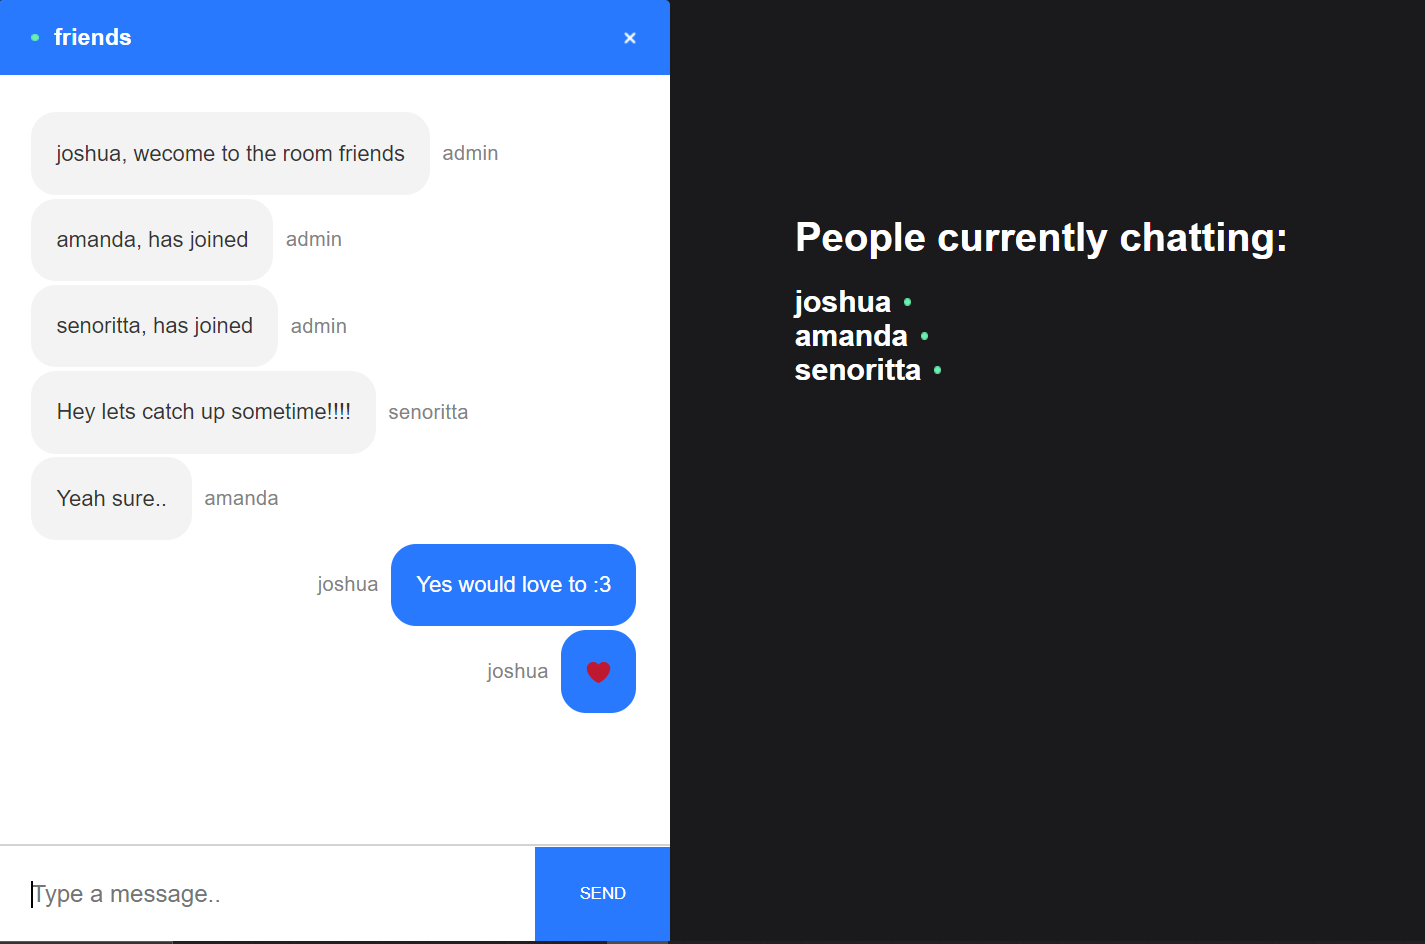 friends
×
joshua, wecome to the room friends admin
amanda, has joined admin
senoritta, has joined admin
Hey lets catch up sometime!!!! senoritta
Yeah sure.. amanda
joshua Yes would love to :3
joshua ❤️
Type a message..
SEND
People currently chatting:
joshua
amanda
senoritta